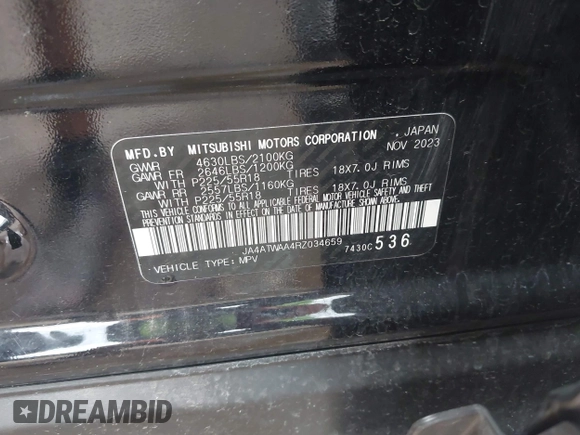 MFD.BY MITSUBISHI MOTORS CORPORATION , JAPAN
GWVR 4630LBS/2100KG NOV 2023
GAWR FR 2646LBS/1200KG
WITH P225/55R18 TIRES 18X7.0J RIMS
GAWR RR 2557LBS/1160KG
WITH P225/55R18 TIRES 18X7.0J RIMS
THIS VEHICLE CONFORMS TO ALL APPLICABLE FEDERAL MOTOR VEHICLE SAFETY AND THEFT
PREVENTION STANDARDS IN EFFECT ON THE DATE OF MANUFACTURE SHOWN ABOVE.
JA4ATWAA4RZ034659 7430C 536
VEHICLE TYPE: MPV
DREAMBID